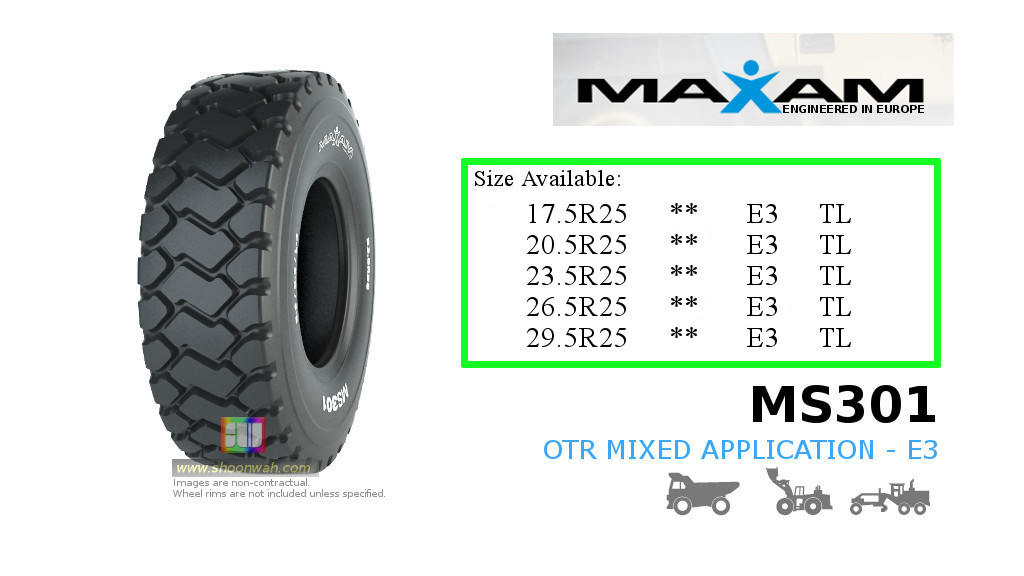 MAXAM
ENGINEERED IN EUROPE
Size Available:
17.5R25 ** E3 TL
20.5R25 ** E3 TL
23.5R25 ** E3 TL
26.5R25 ** E3 TL
29.5R25 ** E3 TL
MS301
OTR MIXED APPLICATION - E3
MAXAM
MS301
www.shoonwah.com
Images are non-contractual.
Wheel rims are not included unless specified.